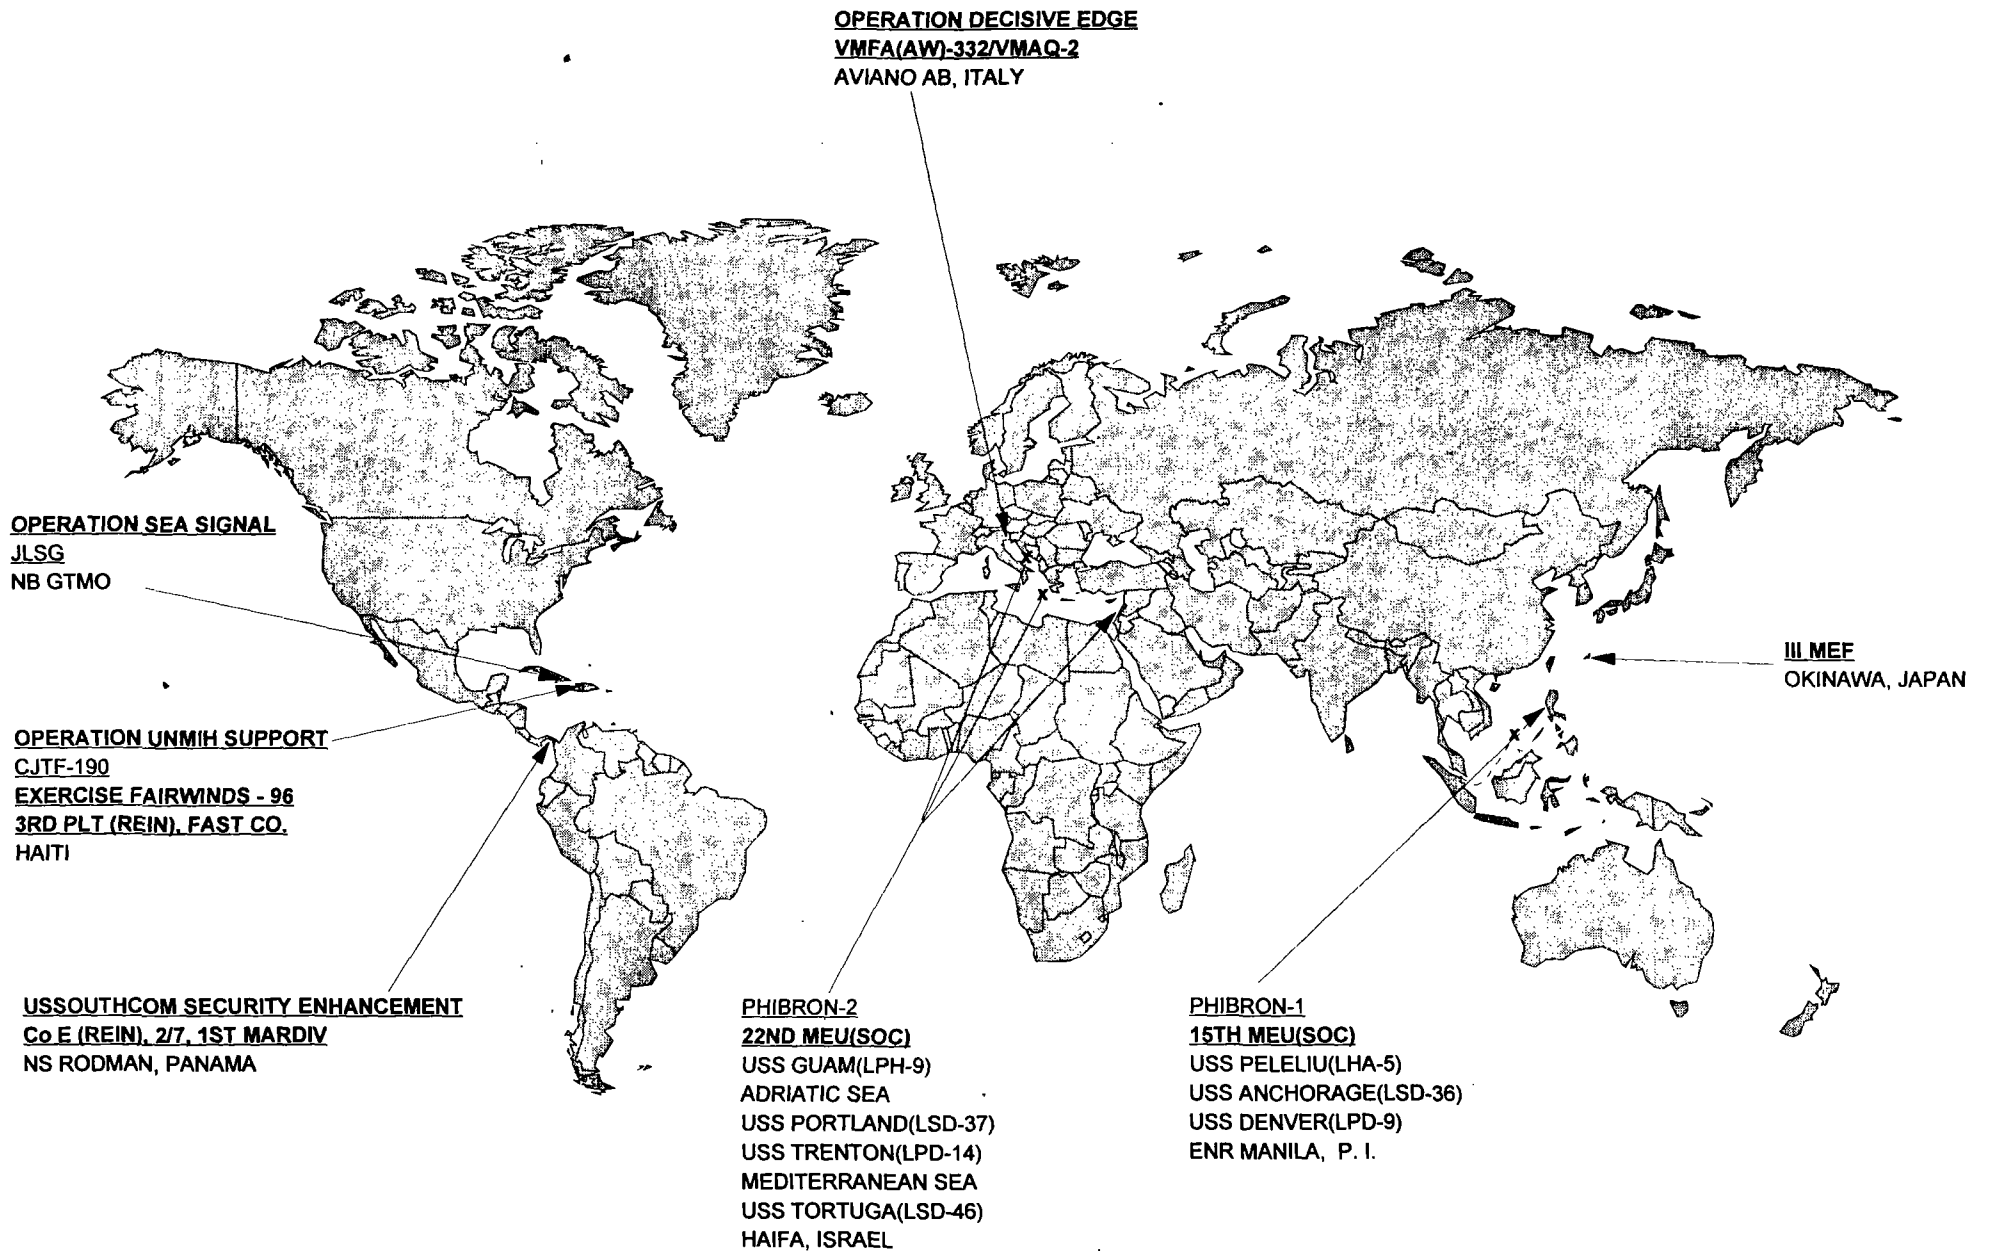 OPERATION DECISIVE EDGE
VMFA(AW)-332/VMAQ-2
AVIANO AB, ITALY
OPERATION SEA SIGNAL
JLSG
NB GTMO
III MEF
OKINAWA, JAPAN
OPERATION UNMIH SUPPORT
CJTF-190
EXERCISE FAIRWINDS - 96
3RD PLT (REIN), FAST CO.
HAITI
USSOUTHCOM SECURITY ENHANCEMENT
Co E (REIN), 2/7, 1ST MARDIV
NS RODMAN, PANAMA
PHIBRON-2
22ND MEU(SOC)
USS GUAM(LPH-9)
ADRIATIC SEA
USS PORTLAND(LSD-37)
USS TRENTON(LPD-14)
MEDITERRANEAN SEA
USS TORTUGA(LSD-46)
HAIFA, ISRAEL
PHIBRON-1
15TH MEU(SOC)
USS PELELIU(LHA-5)
USS ANCHORAGE(LSD-36)
USS DENVER(LPD-9)
ENR MANILA, P. I.